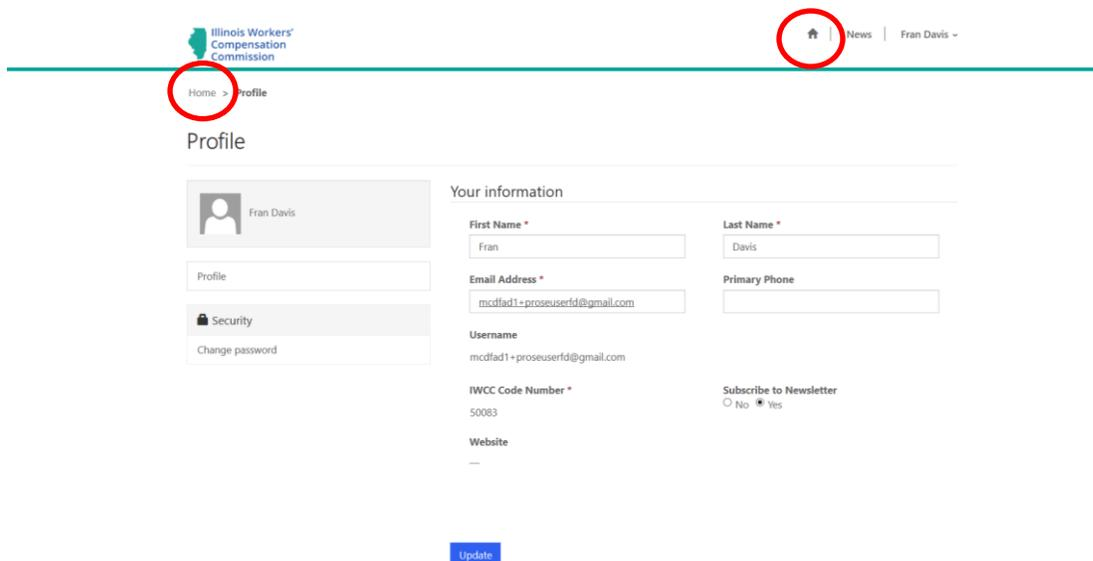 Illinois Workers'
Compensation
Commission
News
Fran Davis
Home > Profile
Profile
Fran Davis
Profile
Security
Change password
Your information
First Name *
Last Name *
Fran
Davis
Email Address *
Primary Phone
mcdfad1+proseuserfd@gmail.com
Username
mcdfad1+proseuserfd@gmail.com
IWCC Code Number *
Subscribe to Newsletter
50083
No Yes
Website
—
Update